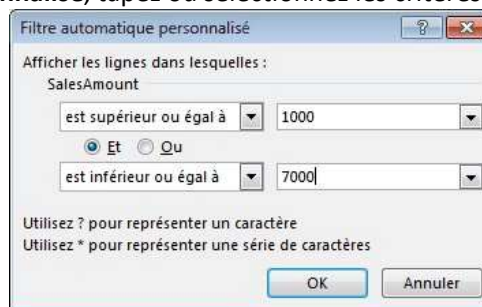 Filtre automatique personnalisé
Afficher les lignes dans lesquelles :
SalesAmount
est supérieur ou égal à 1000
Et Ou
est inférieur ou égal à 7000
Utilisez ? pour représenter un caractère
Utilisez * pour représenter une série de caractères
OK Annuler